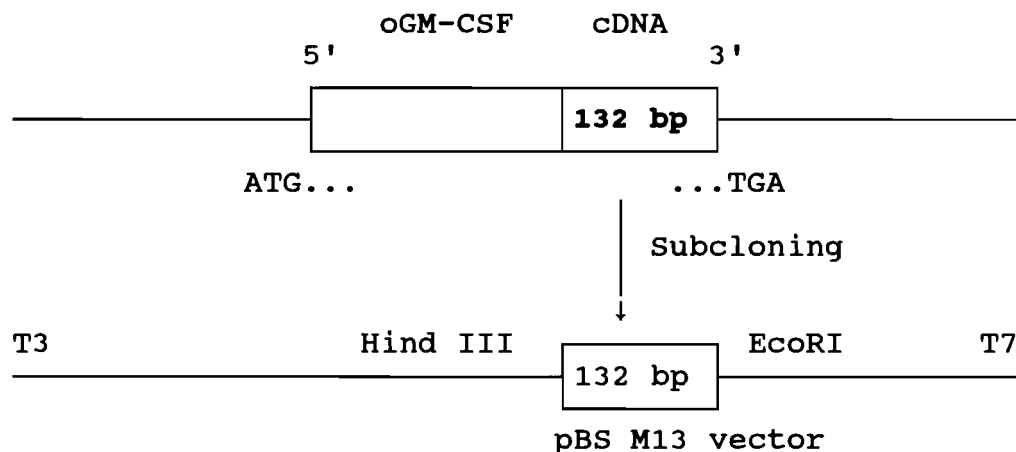 oGM-CSF cDNA
5' 3'
132 bp
ATG... ...TGA
Subcloning
T3 Hind III EcoRI T7
132 bp
pBS M13 vector